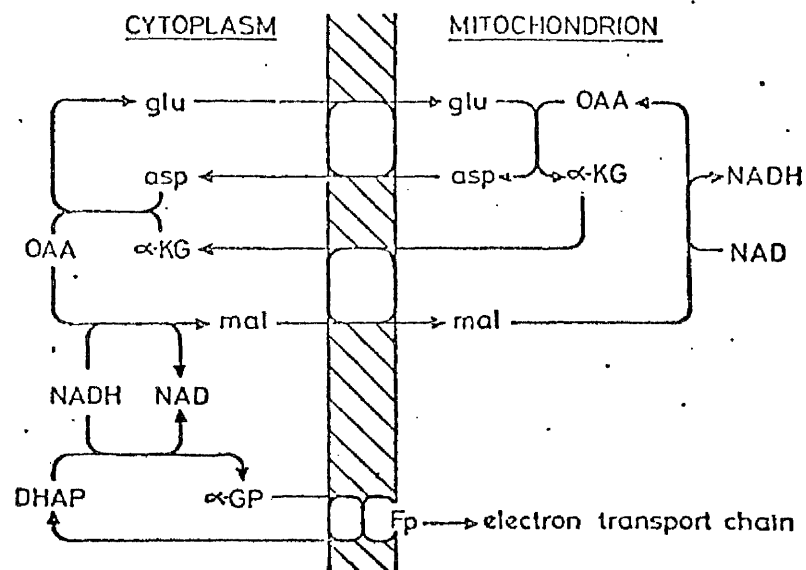 CYTOPLASM MITOCHONDRION
glu glu OAA
asp asp α-KG NADH
OAA α-KG NAD
mal mal
NADH NAD
DHAP α-GP
Fp electron transport chain